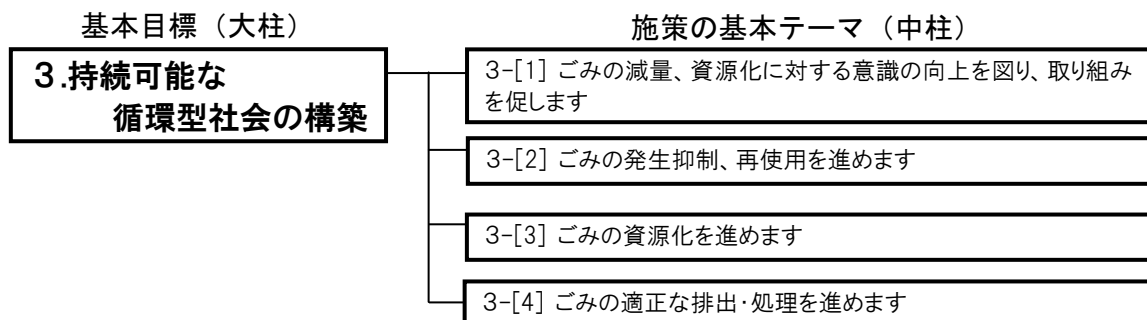 基本目標（大柱）
施策の基本テーマ（中柱）
３.持続可能な
循環型社会の構築
３-[１] ごみの減量、資源化に対する意識の向上を図り、取り組み
を促します
３-[２] ごみの発生抑制、再使用を進めます
３-[３] ごみの資源化を進めます
３-[４] ごみの適正な排出・処理を進めます